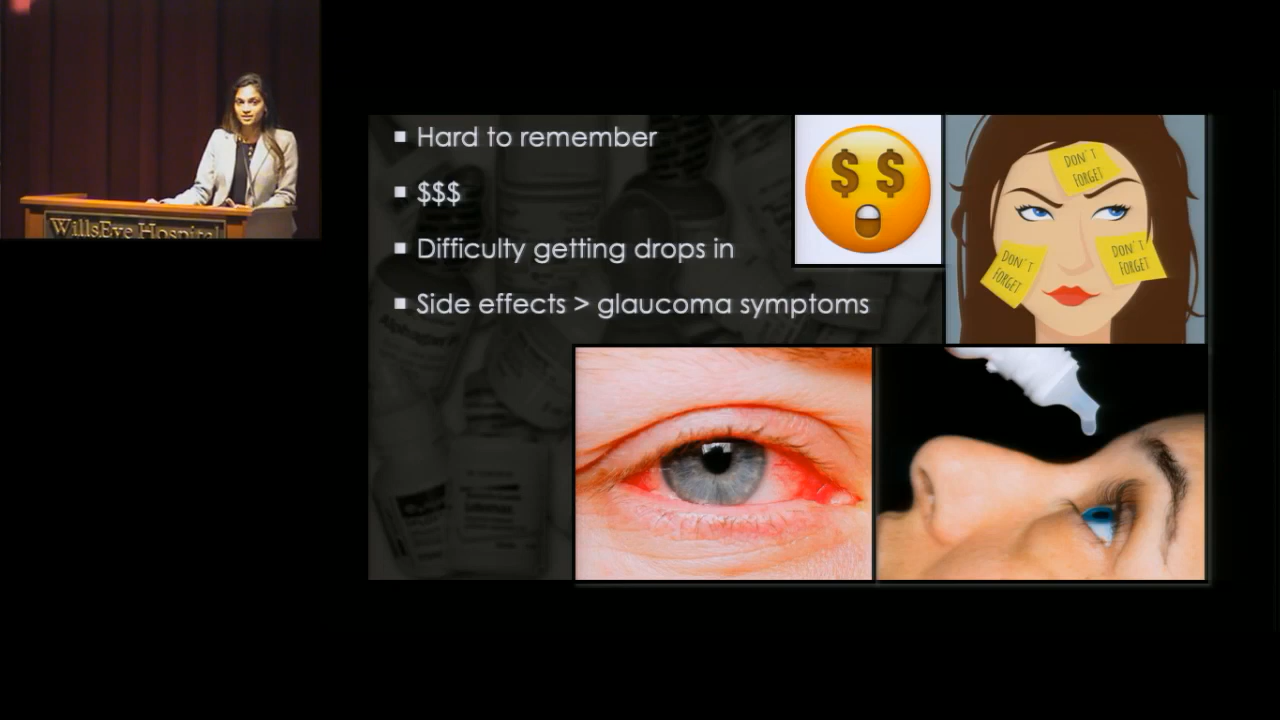 WillsEye Hospital
▪ Hard to remember
▪ $$$
▪ Difficulty getting drops in
▪ Side effects > glaucoma symptoms
$ $
DON'T
FORGET
DON'T
FORGET
DON'T
FORGET